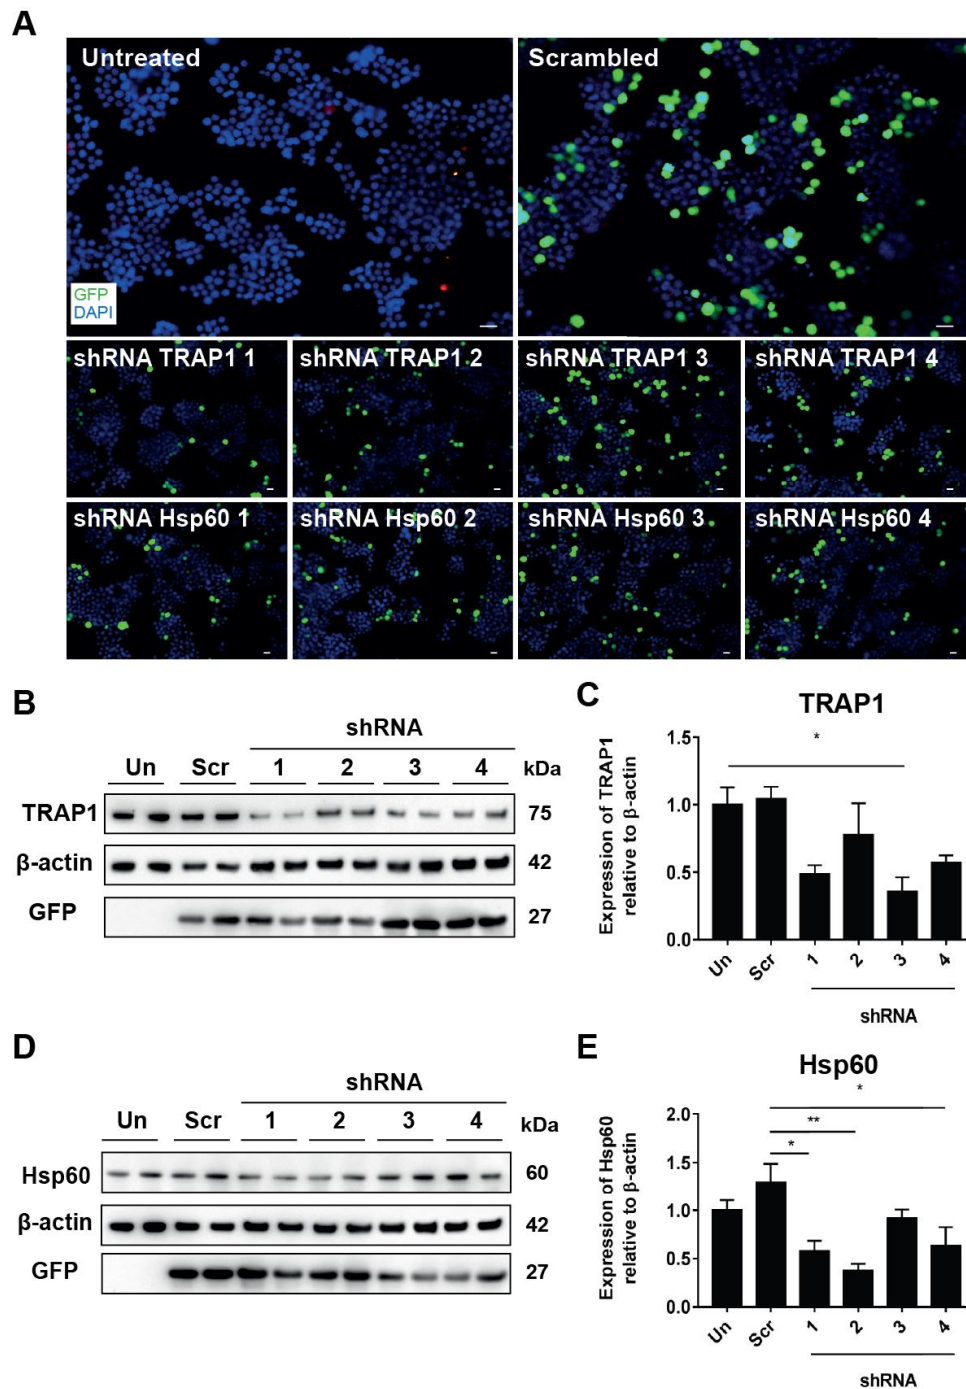 A
Untreated
Scrambled
GFP
DAPI
shRNA TRAP1 1
shRNA TRAP1 2
shRNA TRAP1 3
shRNA TRAP1 4
shRNA Hsp60 1
shRNA Hsp60 2
shRNA Hsp60 3
shRNA Hsp60 4
B
shRNA
Un Scr 1 2 3 4 kDa
TRAP1 75
β-actin 42
GFP 27
C
TRAP1
Expression of TRAP1
relative to β-actin
1.5
1.0
0.5
0.0
*
Un Scr 1 2 3 4
shRNA
D
shRNA
Un Scr 1 2 3 4 kDa
Hsp60 60
β-actin 42
GFP 27
E
Hsp60
Expression of Hsp60
relative to β-actin
2.0
1.5
1.0
0.5
0.0
*
**
*
Un Scr 1 2 3 4
shRNA